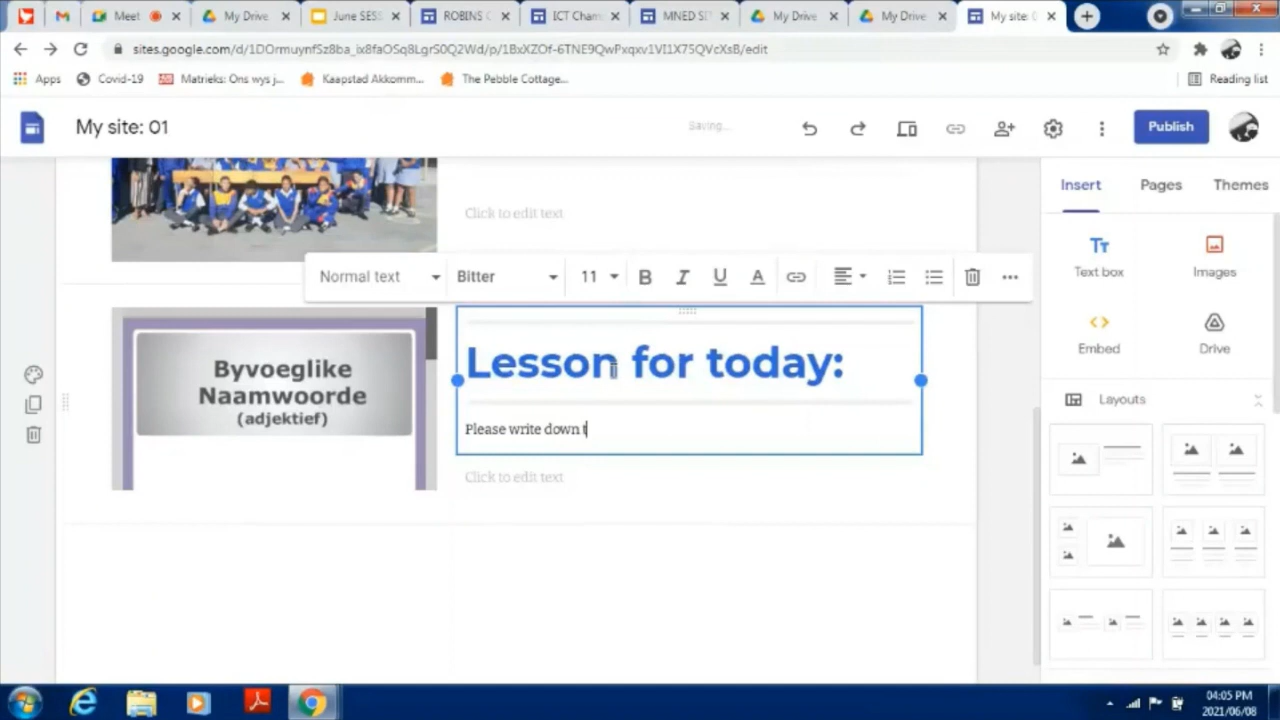 Meet
My Drive
June SESS
ROBINS
ICT Cham
MNED SI
My Drive
My Drive
My site: 0
sites.google.com/d/1DOrmuynfSz8ba_ix8faOSq8LgrS0Q2Wd/p/1BxXZOf-6TNE9QwPxqxv1VI1X75QVcXsB/edit
Apps
Covid-19
Matrieks: Ons wys j...
Kaapstad Akkomm...
The Pebble Cottage...
Reading list
My site: 01
Saving...
Publish
Insert
Pages
Themes
Click to edit text
Normal text
Bitter
11
B
I
U
A
Tt
Text box
Images
Embed
Drive
Layouts
Byvoeglike
Naamwoorde
(adjektief)
Lesson for today:
Please write down t
Click to edit text
04:05 PM
2021/06/08